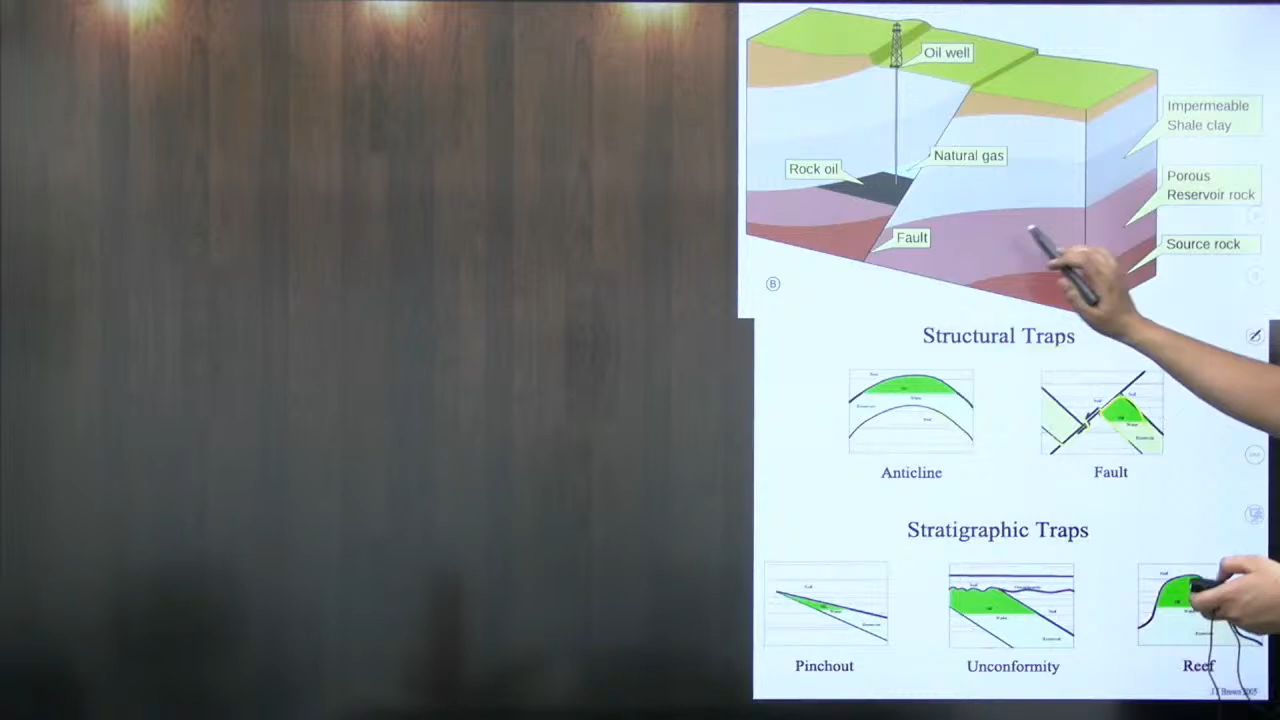 Oil well
Impermeable
Shale clay
Natural gas
Rock oil
Porous
Reservoir rock
Fault
Source rock
B
Structural Traps
Anticline
Fault
Stratigraphic Traps
Pinchout
Unconformity
Reef